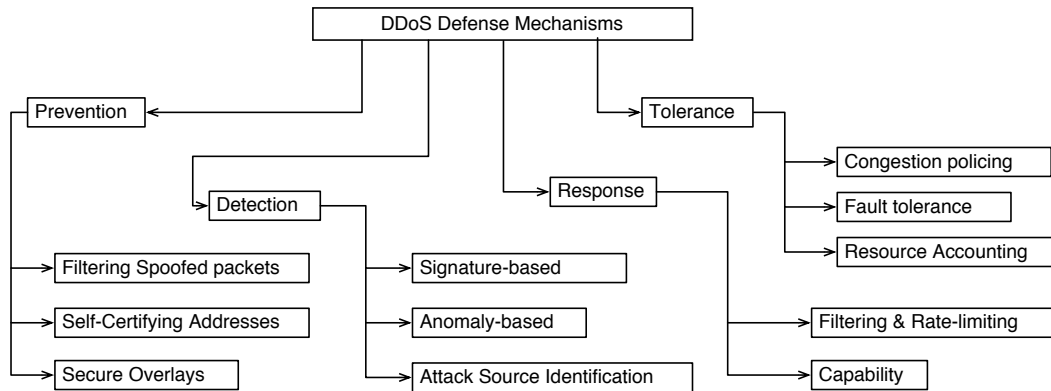 DDoS Defense Mechanisms
Prevention
Tolerance
Congestion policing
Detection
Response
Fault tolerance
Resource Accounting
Filtering Spoofed packets
Signature-based
Self-Certifying Addresses
Anomaly-based
Filtering & Rate-limiting
Secure Overlays
Attack Source Identification
Capability